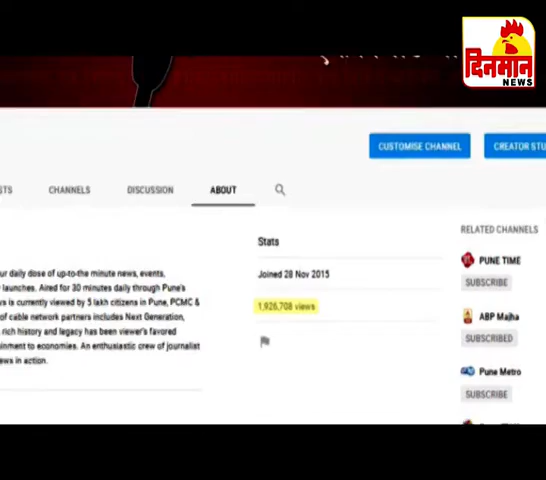 दिनमान
NEWS
CUSTOMISE CHANNEL
CREATOR STU
STS
CHANNELS
DISCUSSION
ABOUT
RELATED CHANNELS
Stats
PUNE TIME
ur daily dose of up-to-the minute news, events,
Joined 28 Nov 2015
launches. Aired for 30 minutes daily through Pune's
SUBSCRIBE
ws is currently viewed by 5 lakh citizens in Pune, PCMC &
1,926,708 views
of cable network partners includes Next Generation,
ABP Majha
rich history and legacy has been viewer's favored
SUBSCRIBED
inment to economies. An enthusiastic crew of journalist
ews in action.
Pune Metro
SUBSCRIBE